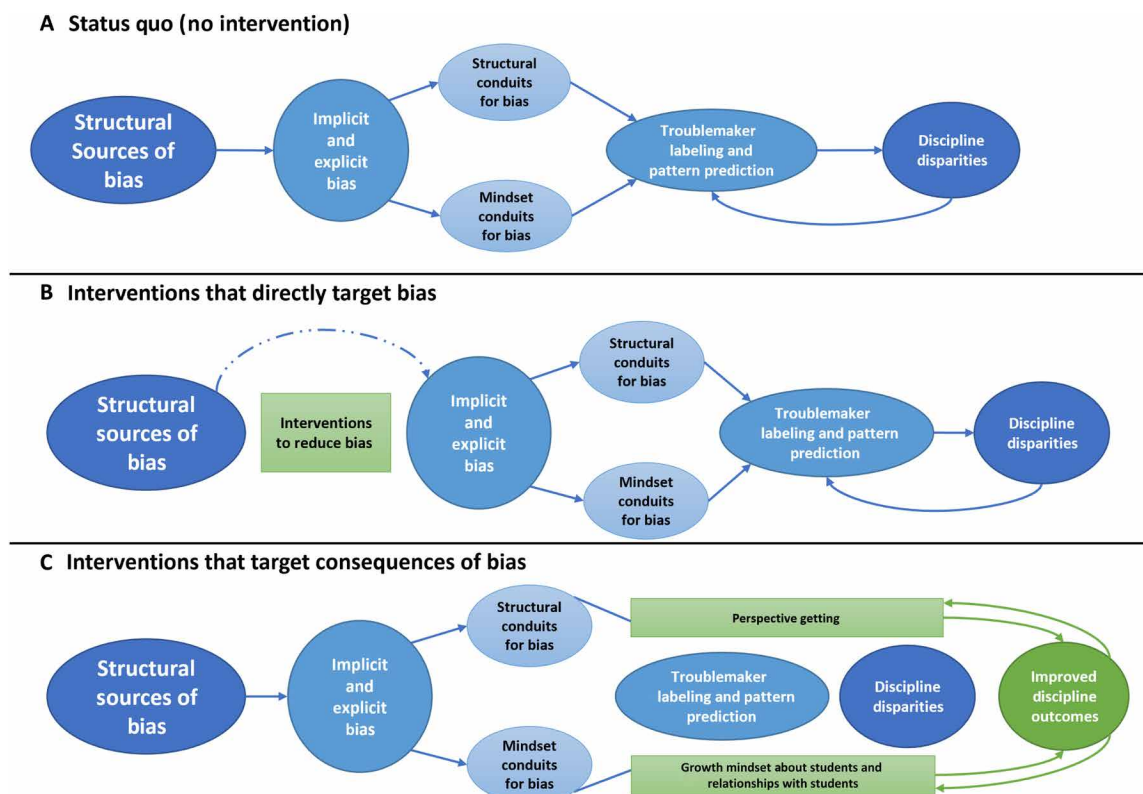 A Status quo (no intervention)
Structural
Sources of
bias
Implicit
and
explicit
bias
Structural
conduits
for bias
Mindset
conduits
for bias
Troublemaker
labeling and
pattern prediction
Discipline
disparities
B Interventions that directly target bias
Structural
sources of
bias
Interventions
to reduce bias
Implicit
and
explicit
bias
Structural
conduits
for bias
Mindset
conduits
for bias
Troublemaker
labeling and pattern
prediction
Discipline
disparities
C Interventions that target consequences of bias
Structural
sources of
bias
Implicit
and
explicit
bias
Structural
conduits
for bias
Mindset
conduits
for bias
Perspective getting
Troublemaker
labeling and pattern
prediction
Discipline
disparities
Improved
discipline
outcomes
Growth mindset about students and
relationships with students